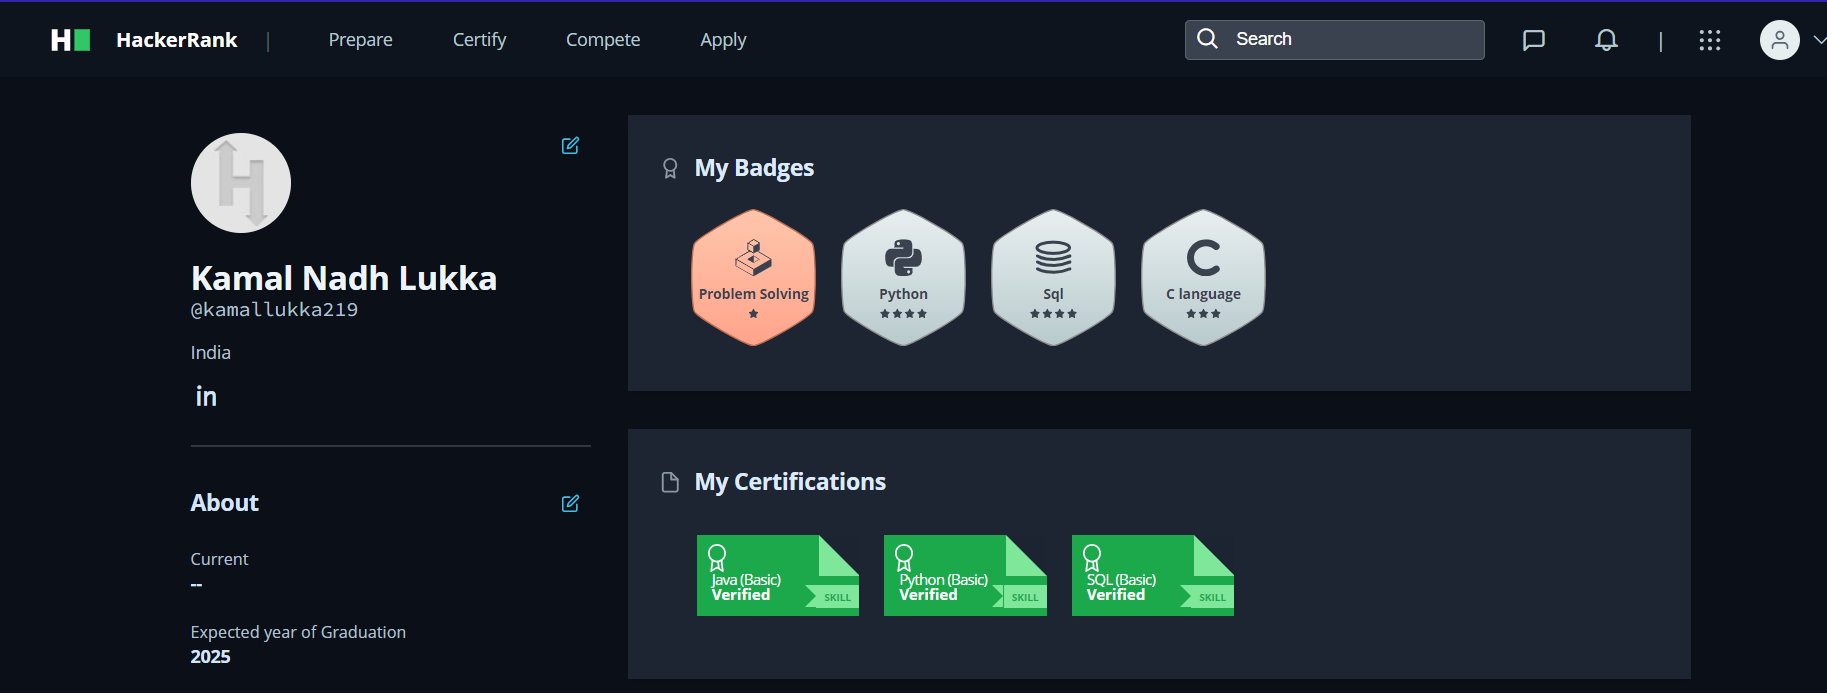 HackerRank | Prepare Certify Compete Apply Search |
Kamal Nadh Lukka
@kamallukka219
India
in
About
Current
--
Expected year of Graduation
2025
My Badges
Problem Solving
Python
Sql
C language
My Certifications
Java (Basic)
Verified
SKILL
Python (Basic)
Verified
SKILL
SQL (Basic)
Verified
SKILL